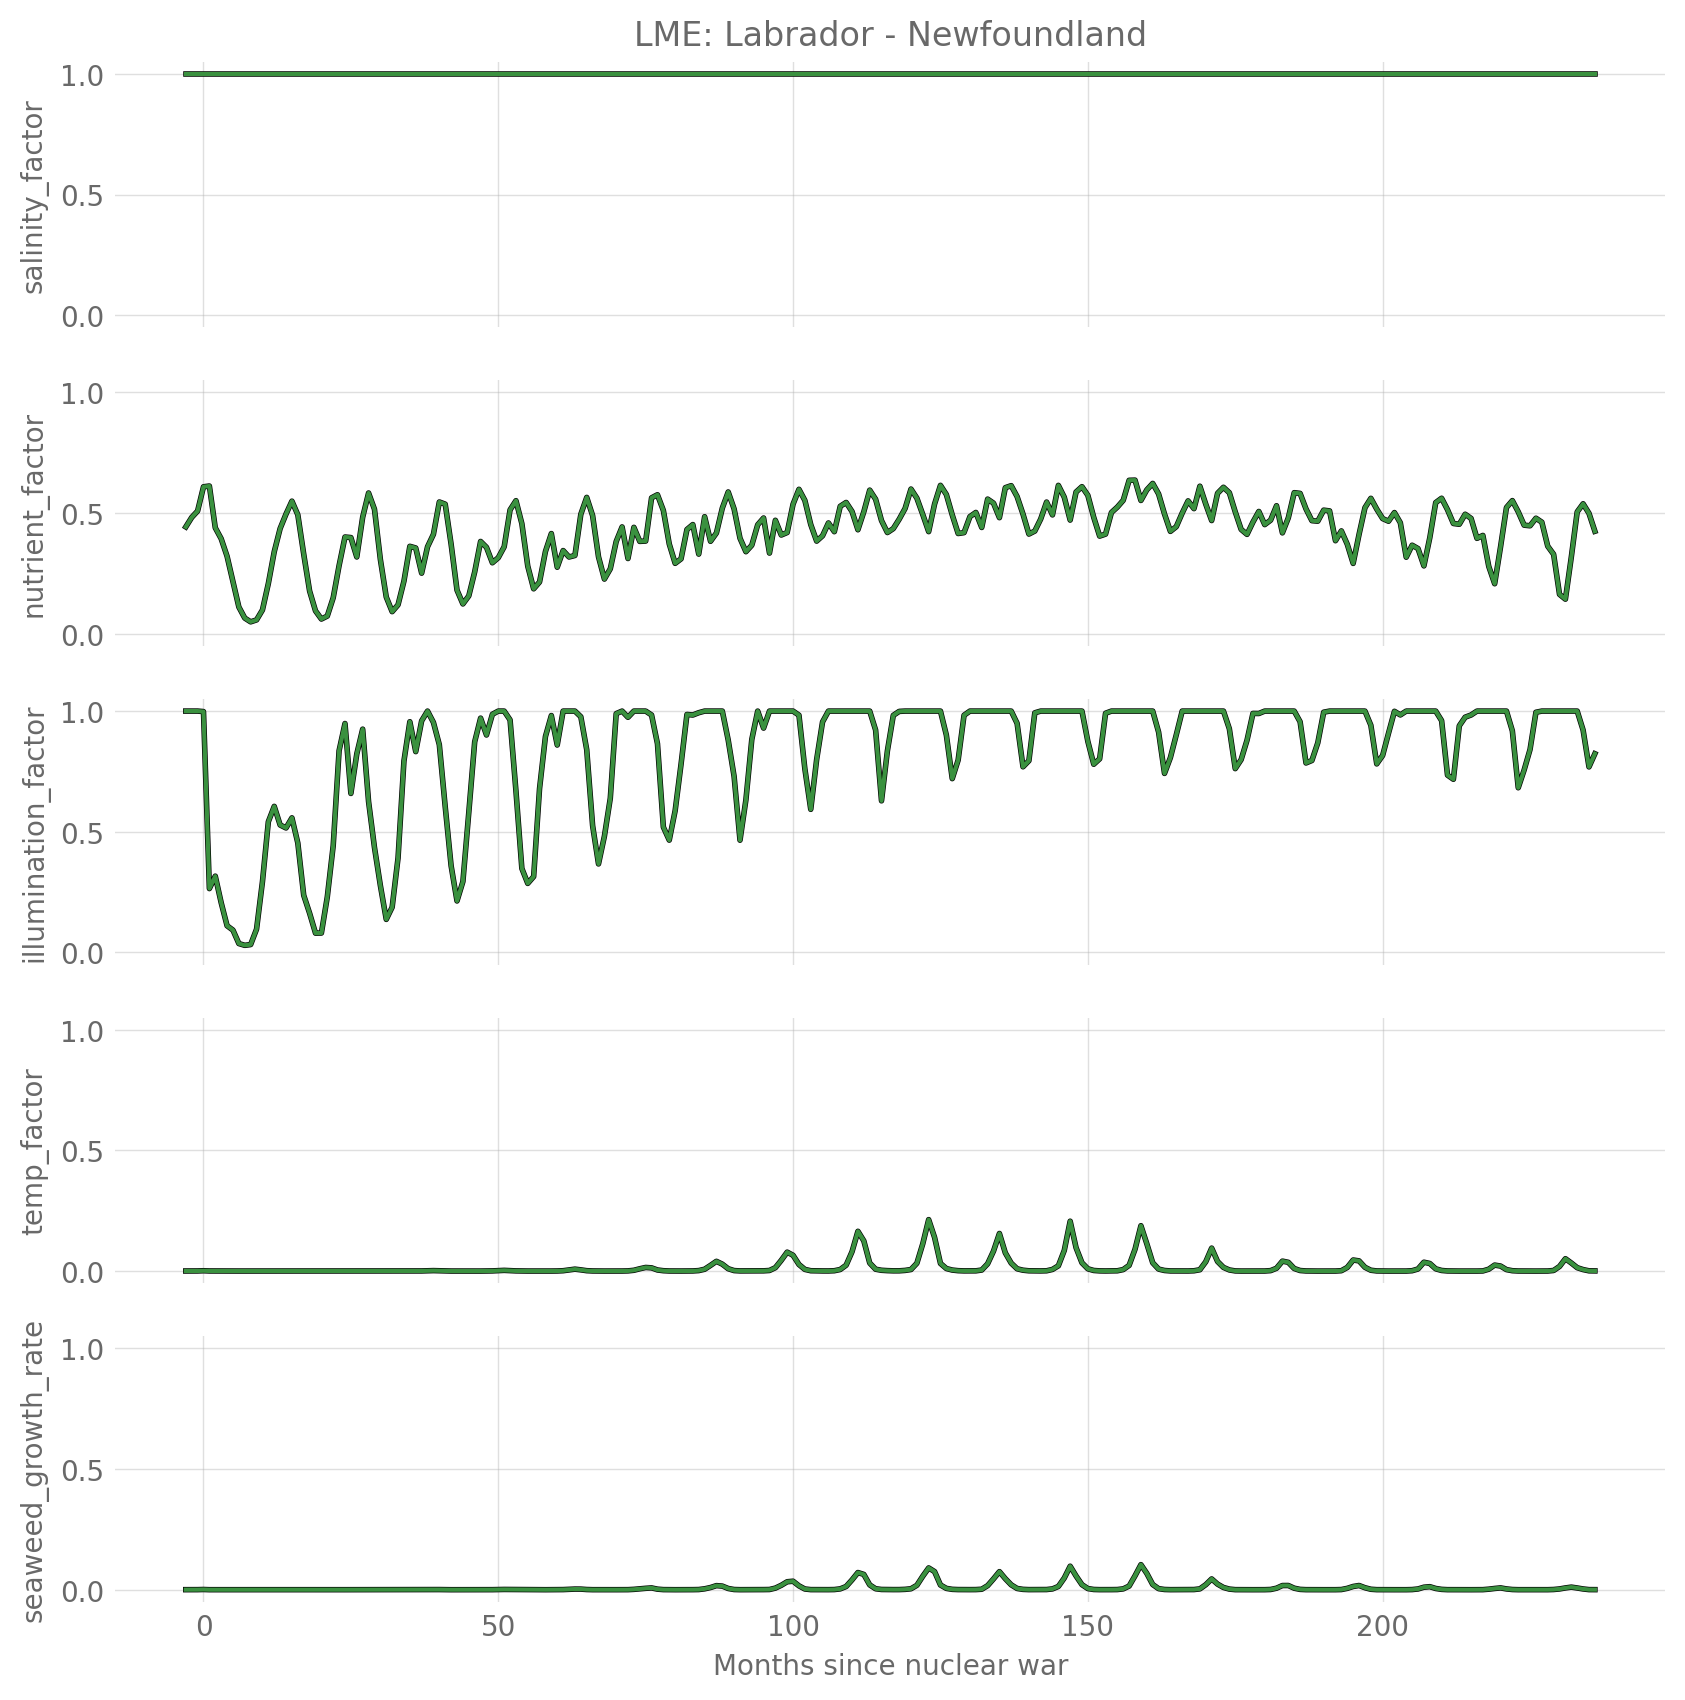 LME: Labrador - Newfoundland
1.0
0.5
0.0
salinity_factor
1.0
0.5
0.0
nutrient_factor
1.0
0.5
0.0
illumination_factor
1.0
0.5
0.0
temp_factor
1.0
0.5
0.0
seaweed_growth_rate
0 50 100 150 200
Months since nuclear war